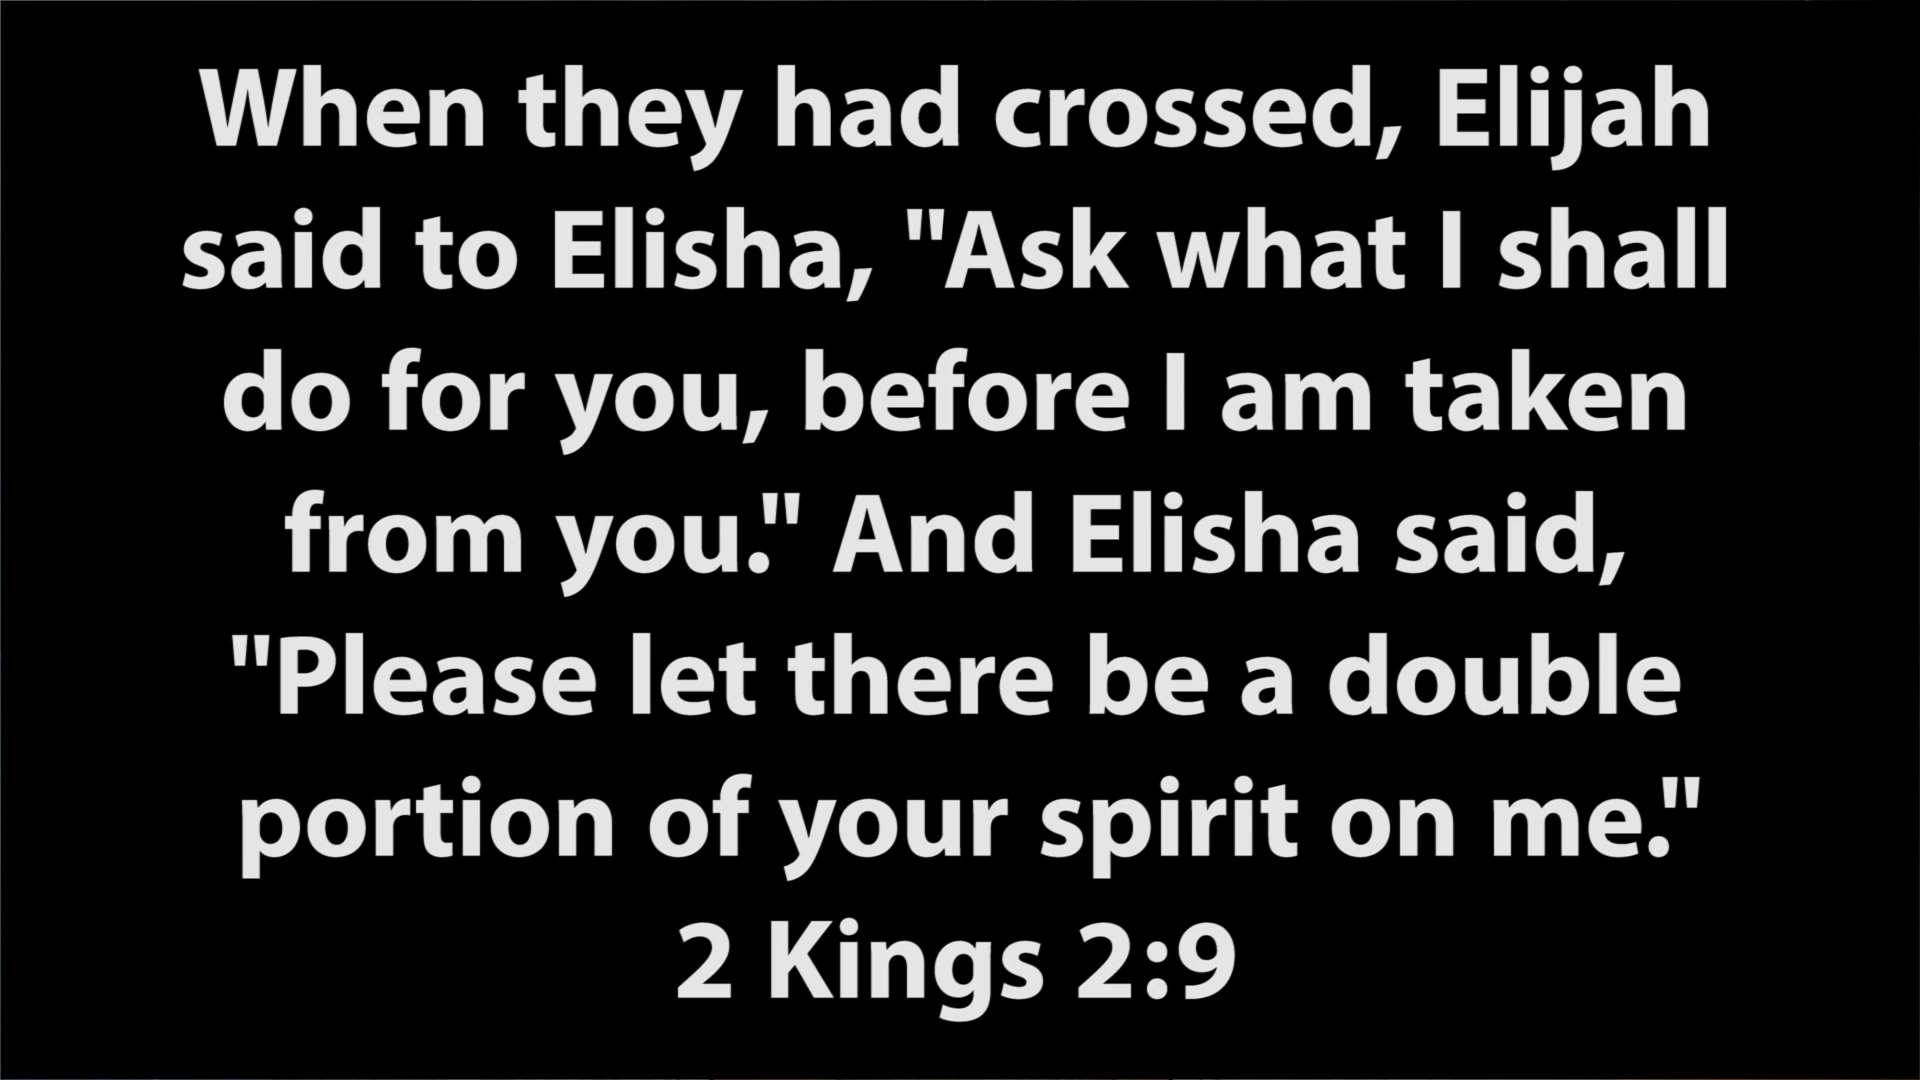 When they had crossed, Elijah
said to Elisha, "Ask what I shall
do for you, before I am taken
from you." And Elisha said,
"Please let there be a double
portion of your spirit on me."
2 Kings 2:9